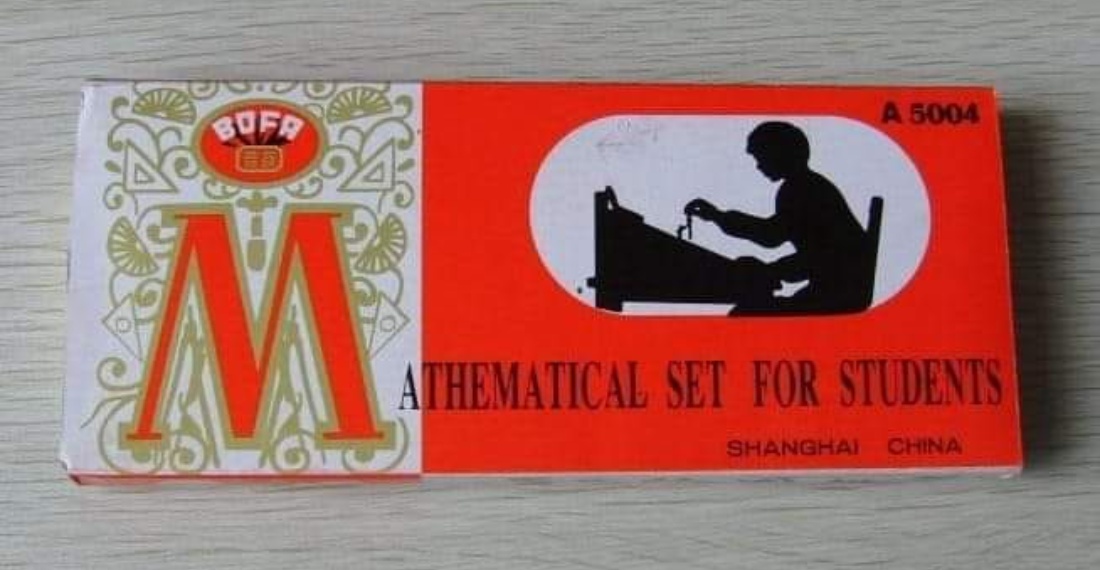 BOFA
A 5004
MATHEMATICAL SET FOR STUDENTS
SHANGHAI CHINA